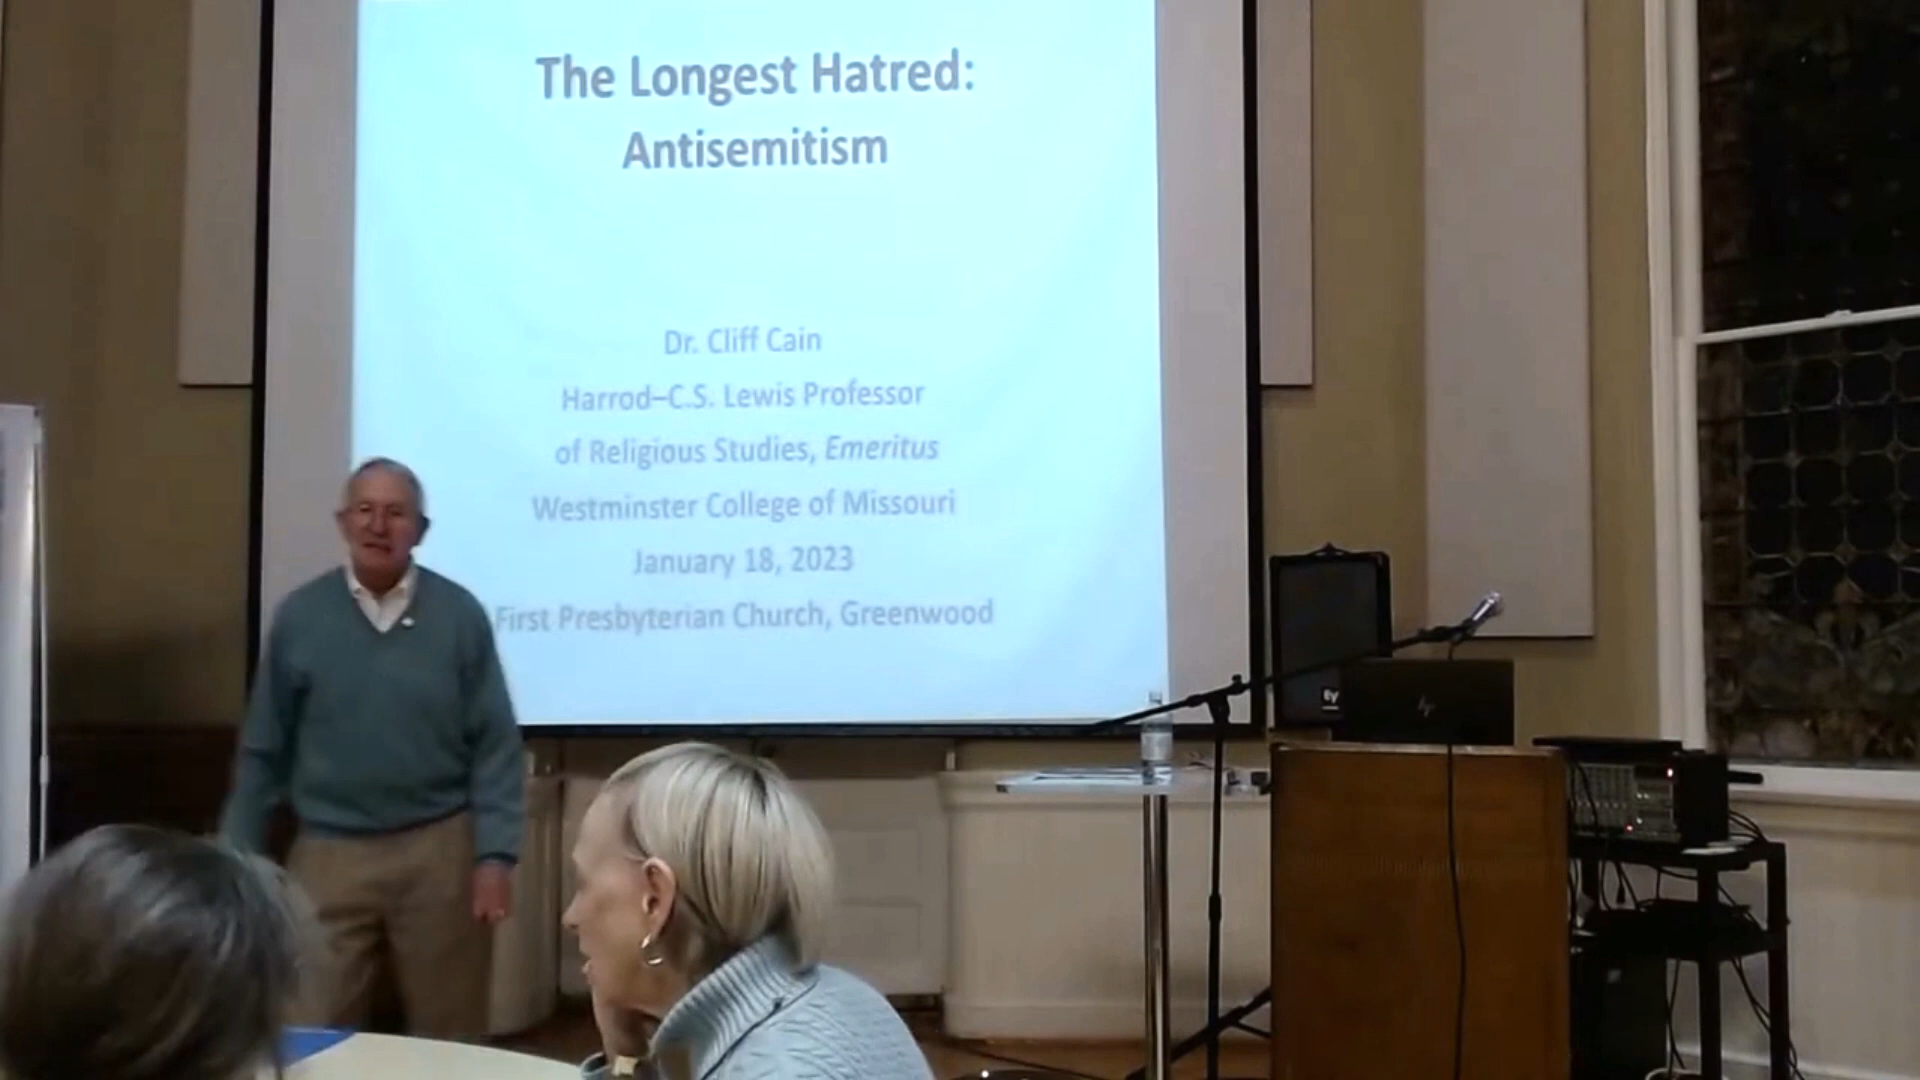 The Longest Hatred:
Antisemitism
Dr. Cliff Cain
Harrod–C.S. Lewis Professor
of Religious Studies, Emeritus
Westminster College of Missouri
January 18, 2023
First Presbyterian Church, Greenwood
hp